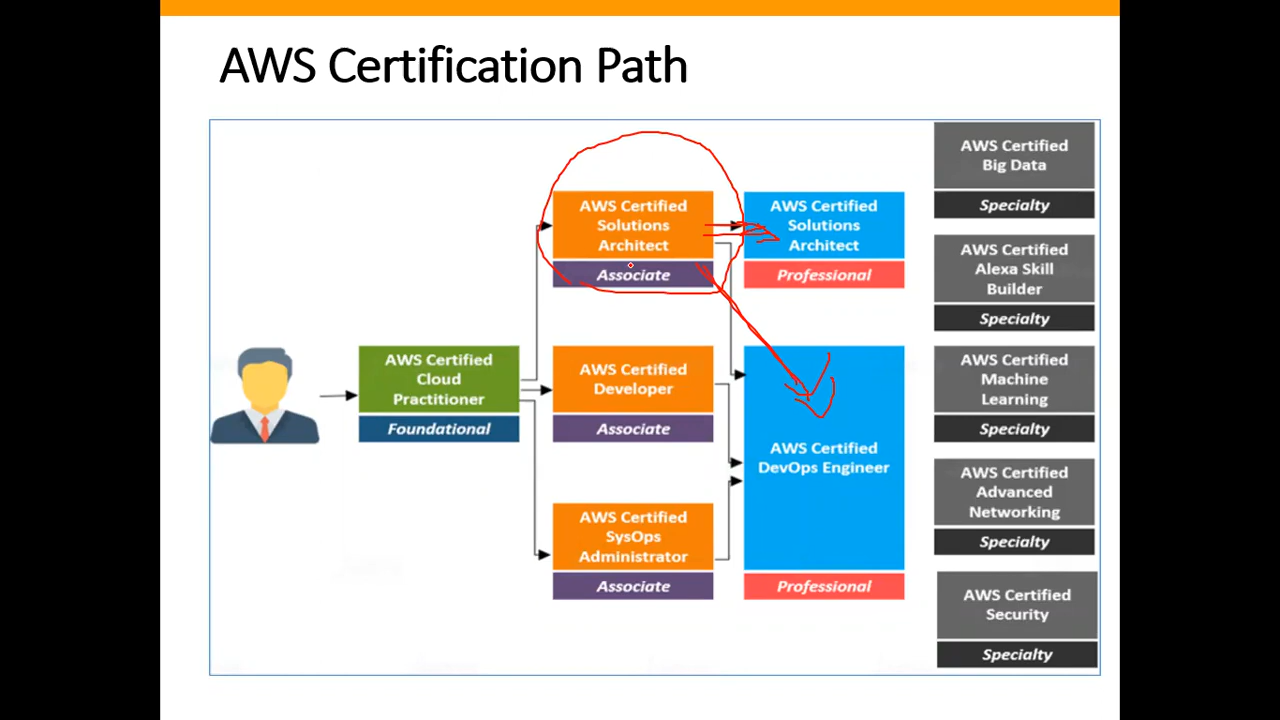 AWS Certification Path
AWS Certified
Cloud
Practitioner
Foundational
AWS Certified
Solutions
Architect
Associate
AWS Certified
Developer
Associate
AWS Certified
SysOps
Administrator
Associate
AWS Certified
Solutions
Architect
Professional
AWS Certified
DevOps Engineer
Professional
AWS Certified
Big Data
Specialty
AWS Certified
Alexa Skill
Builder
Specialty
AWS Certified
Machine
Learning
Specialty
AWS Certified
Advanced
Networking
Specialty
AWS Certified
Security
Specialty